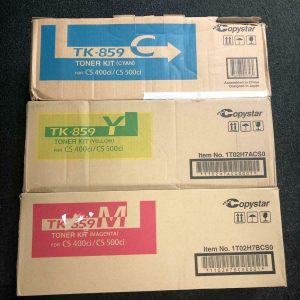 TK-859 C
TONER KIT (CYAN)
FOR CS 400ci/CS 500ci
Copystar
Assembled in China
Designed in Japan
TK-859 Y
TONER KIT (YELLOW)
FOR CS 400ci/CS 500ci
Copystar
Item No. 1T02H7ACS0
TK-859 M
TONER KIT (MAGENTA)
FOR CS 400ci/CS 500ci
Copystar
Item No. 1T02H7BCS0